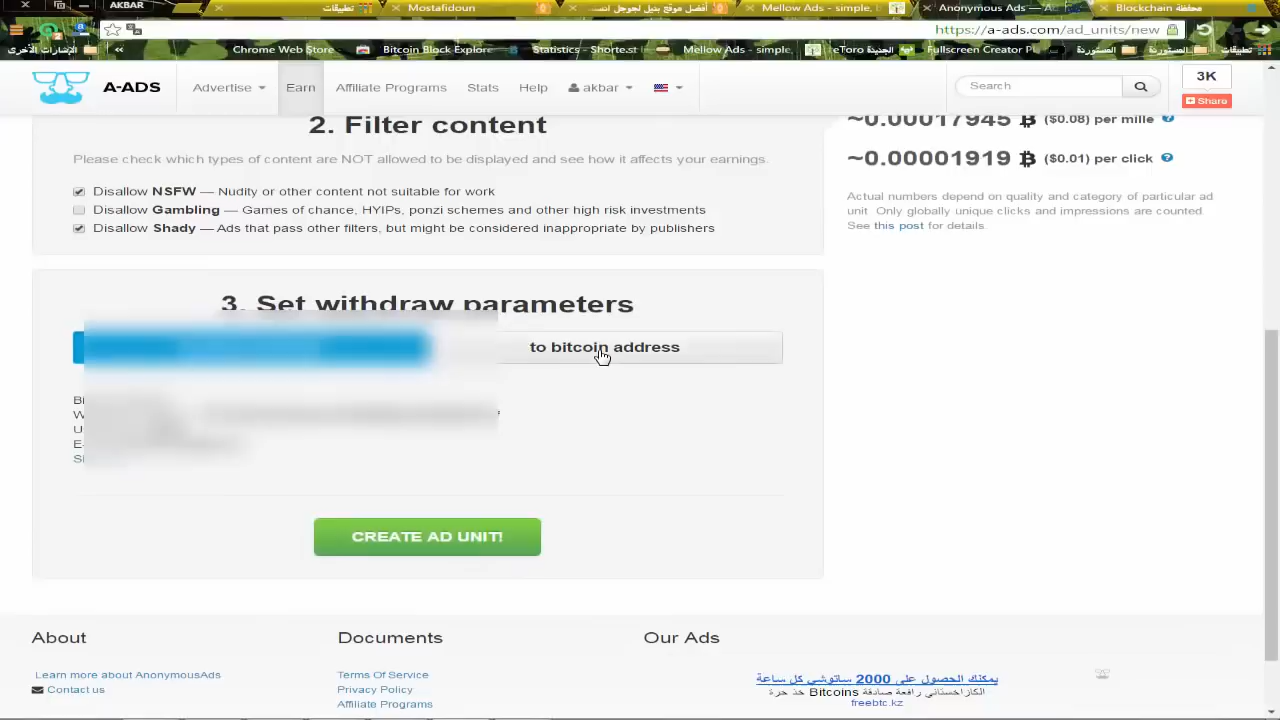 AKBAR
تطبيقات
Mostafidoun
أفضل موقع بديل لجوجل
Mellow Ads - simple,
Anonymous Ads — A
محفظة Blockchain
https://a-ads.com/ad_units/new
الإشارات الأخرى
Chrome Web Store
Bitcoin Block Explore
Statistics - Shorte.st
Mellow Ads - simple,
eToro الجديدة
Fullscreen Creator P
المستوردة
المستوردة
تطبيقات
A-ADS
Advertise
Earn
Affiliate Programs
Stats
Help
akbar
Search
3K
Share
2. Filter content
Please check which types of content are NOT allowed to be displayed and see how it affects your earnings.
Disallow NSFW — Nudity or other content not suitable for work
Disallow Gambling — Games of chance, HYIPs, ponzi schemes and other high risk investments
Disallow Shady — Ads that pass other filters, but might be considered inappropriate by publishers
~0.00017945 ₿ ($0.08) per mille ?
~0.00001919 ₿ ($0.01) per click ?
Actual numbers depend on quality and category of particular ad
unit. Only globally unique clicks and impressions are counted.
See this post for details.
3. Set withdraw parameters
to bitcoin address
CREATE AD UNIT!
About
Learn more about AnonymousAds
Contact us
Documents
Terms Of Service
Privacy Policy
Affiliate Programs
Our Ads
يمكنك الحصول على 2000 ساتوشي كل ساعة
الكازاخستاني رافعة صادقة Bitcoins خذ حرة
freebtc.kz